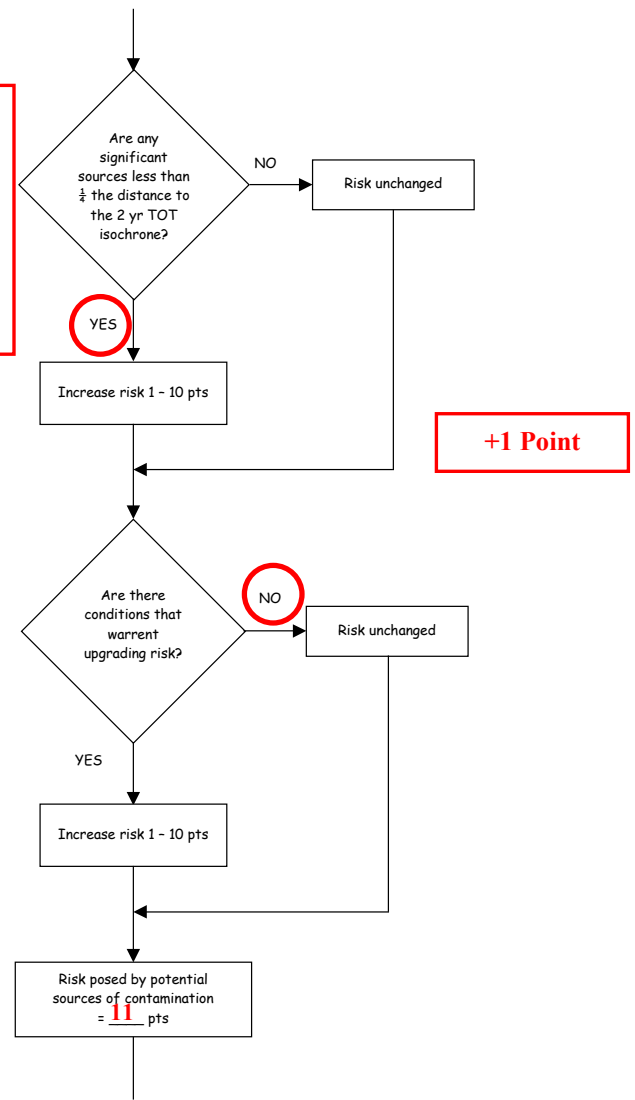 Are any
significant
sources less than
¼ the distance to
the 2 yr TOT
isochrone?
NO
Risk unchanged
YES
Increase risk 1 – 10 pts
+1 Point
Are there
conditions that
warrent
upgrading risk?
NO
Risk unchanged
YES
Increase risk 1 – 10 pts
Risk posed by potential
sources of contamination
= 11 pts